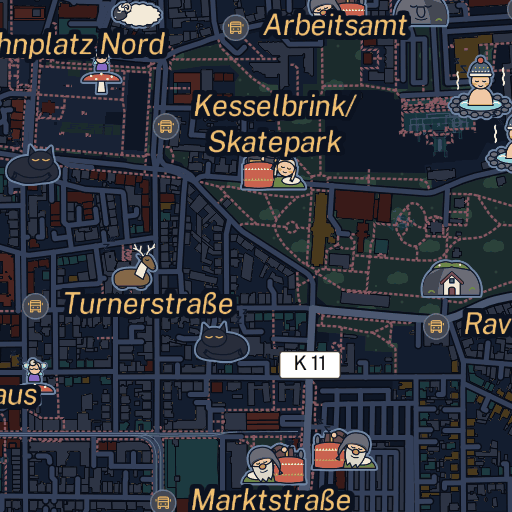 Arbeitsamt
hnplatz Nord
Kesselbrink/
Skatepark
Turnerstraße
Rav
K 11
aus
Marktstraße